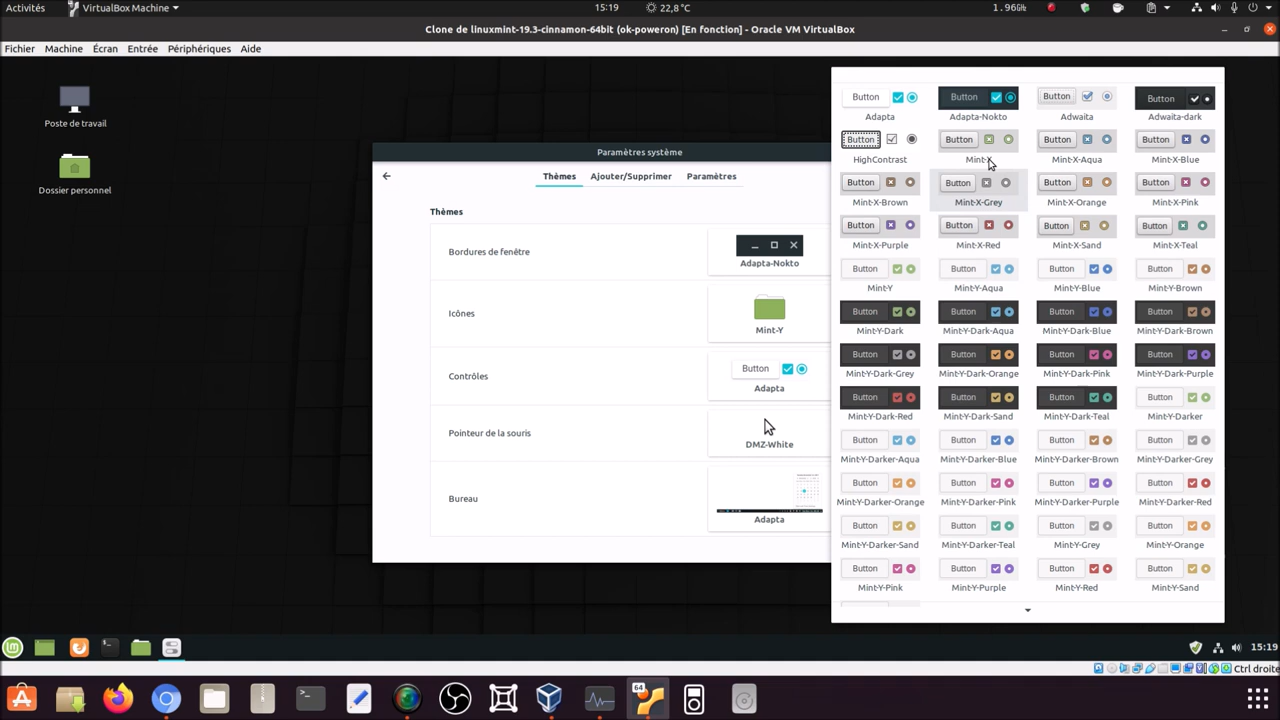 Activités VirtualBox Machine 15:19 22,8°C 1.96GHz
Clone de linuxmint-19.3-cinnamon-64bit (ok-poweron) [En fonction] - Oracle VM VirtualBox
Fichier Machine Écran Entrée Périphériques Aide
Poste de travail
Dossier personnel
Paramètres système
Thèmes Ajouter/Supprimer Paramètres
Thèmes
Bordures de fenêtre
Adapta-Nokto
Icônes
Mint-Y
Contrôles
Button
Adapta
Pointeur de la souris
DMZ-White
Bureau
Adapta
Button Button Button Button
Adapta Adapta-Nokto Adwaita Adwaita-dark
Button Button Button Button
HighContrast Mint-X Mint-X-Aqua Mint-X-Blue
Button Button Button Button
Mint-X-Brown Mint-X-Grey Mint-X-Orange Mint-X-Pink
Button Button Button Button
Mint-X-Purple Mint-X-Red Mint-X-Sand Mint-X-Teal
Button Button Button Button
Mint-Y Mint-Y-Aqua Mint-Y-Blue Mint-Y-Brown
Button Button Button Button
Mint-Y-Dark Mint-Y-Dark-Aqua Mint-Y-Dark-Blue Mint-Y-Dark-Brown
Button Button Button Button
Mint-Y-Dark-Grey Mint-Y-Dark-Orange Mint-Y-Dark-Pink Mint-Y-Dark-Purple
Button Button Button Button
Mint-Y-Dark-Red Mint-Y-Dark-Sand Mint-Y-Dark-Teal Mint-Y-Darker
Button Button Button Button
Mint-Y-Darker-Aqua Mint-Y-Darker-Blue Mint-Y-Darker-Brown Mint-Y-Darker-Grey
Button Button Button Button
Mint-Y-Darker-Orange Mint-Y-Darker-Pink Mint-Y-Darker-Purple Mint-Y-Darker-Red
Button Button Button Button
Mint-Y-Darker-Sand Mint-Y-Darker-Teal Mint-Y-Grey Mint-Y-Orange
Button Button Button Button
Mint-Y-Pink Mint-Y-Purple Mint-Y-Red Mint-Y-Sand
15:19
Ctrl droite
64